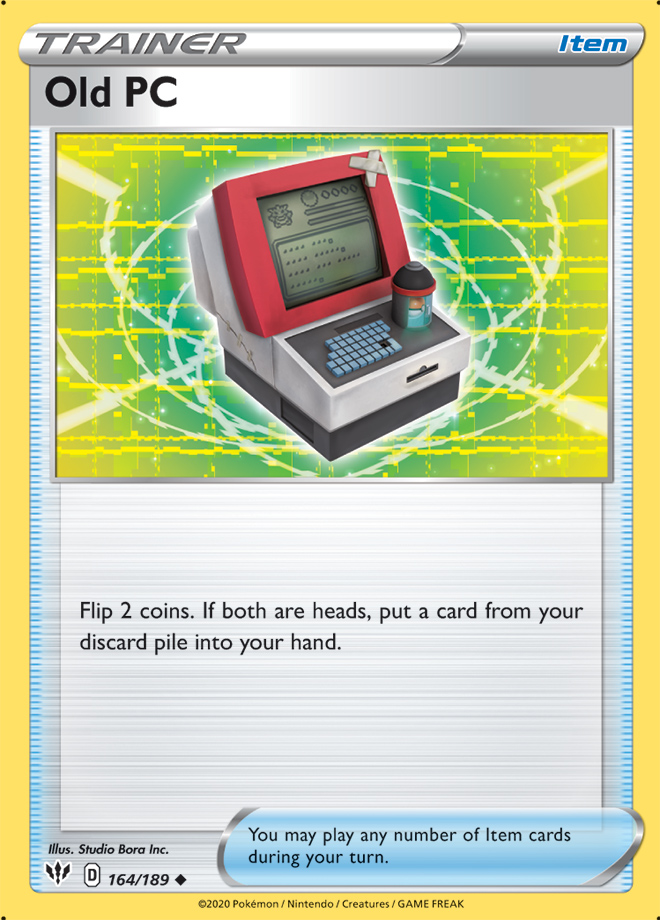 TRAINER
Item
Old PC
Flip 2 coins. If both are heads, put a card from your
discard pile into your hand.
Illus. Studio Bora Inc.
You may play any number of Item cards
during your turn.
D 164/189
©2020 Pokémon / Nintendo / Creatures / GAME FREAK